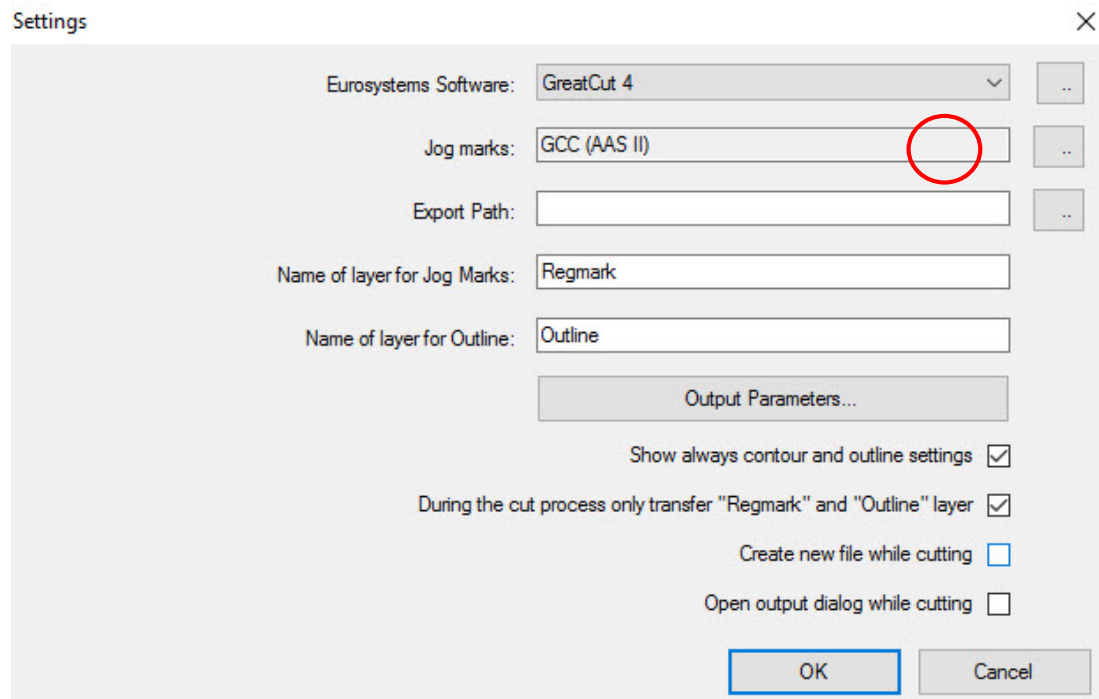 Settings
Eurosystems Software: GreatCut 4 ..
Jog marks: GCC (AAS II) ..
Export Path: ..
Name of layer for Jog Marks: Regmark
Name of layer for Outline: Outline
Output Parameters...
Show always contour and outline settings
During the cut process only transfer "Regmark" and "Outline" layer
Create new file while cutting
Open output dialog while cutting
OK Cancel